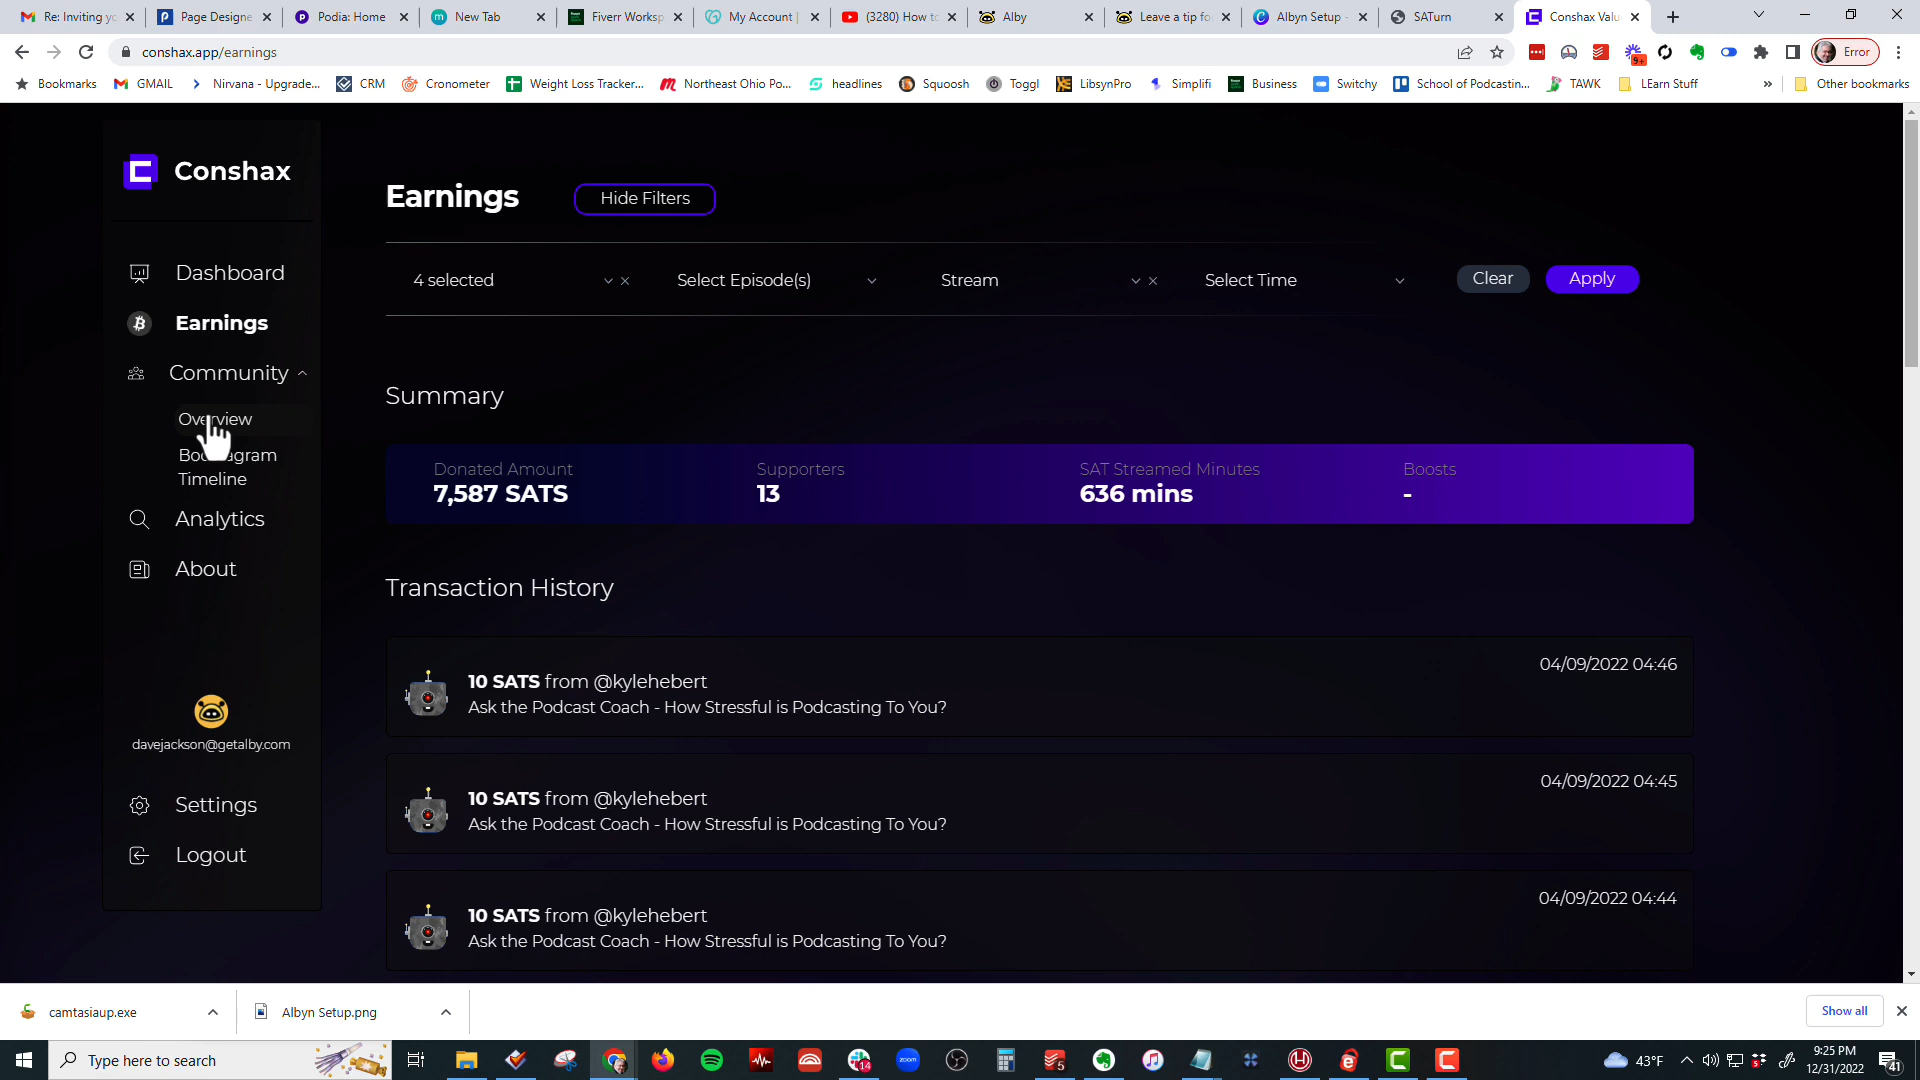 Re: Inviting yo
Page Designe
Podia: Home
New Tab
Fiverr Worksp
My Account |
(3280) How to
Alby
Leave a tip fo
Albyn Setup -
SATurn
Conshax Valu
conshax.app/earnings
9+
Error
Bookmarks
GMAIL
Nirvana - Upgrade...
CRM
Cronometer
Weight Loss Tracker...
Northeast Ohio Po...
headlines
Squoosh
Toggl
LibsynPro
Simplifi
Business
Switchy
School of Podcastin...
TAWK
LEarn Stuff
»
Other bookmarks
Conshax
Dashboard
Earnings
Community
Overview
Timeline
Analytics
About
davejackson@getalby.com
Settings
Logout
Earnings
Hide Filters
4 selected
Select Episode(s)
Stream
Select Time
Clear
Apply
Summary
Donated Amount
7,587 SATS
Supporters
13
SAT Streamed Minutes
636 mins
Boosts
-
Transaction History
10 SATS from @kylehebert
Ask the Podcast Coach - How Stressful is Podcasting To You?
04/09/2022 04:46
10 SATS from @kylehebert
Ask the Podcast Coach - How Stressful is Podcasting To You?
04/09/2022 04:45
10 SATS from @kylehebert
Ask the Podcast Coach - How Stressful is Podcasting To You?
04/09/2022 04:44
camtasiaup.exe
Albyn Setup.png
Show all
Type here to search
14
zoom
5
43°F
9:25 PM
12/31/2022
41